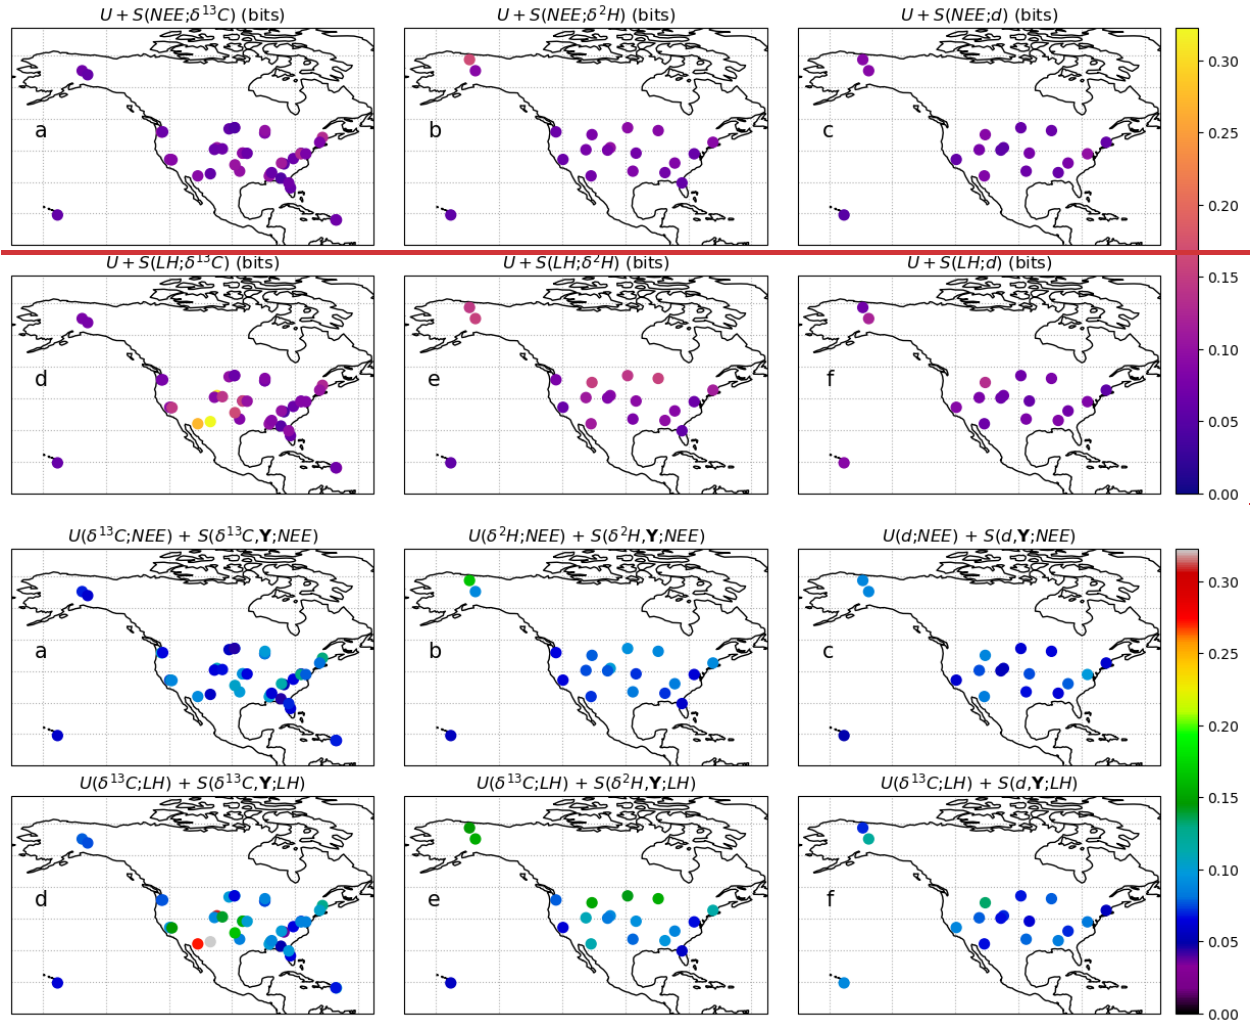 U + S(NEE;δ¹³C) (bits)
U + S(NEE;δ²H) (bits)
U + S(NEE;d) (bits)
a
b
c
U + S(LH;δ¹³C) (bits)
U + S(LH;δ²H) (bits)
U + S(LH;d) (bits)
d
e
f
0.30
0.25
0.20
0.15
0.10
0.05
0.00
U(δ¹³C;NEE) + S(δ¹³C,Y;NEE)
U(δ²H;NEE) + S(δ²H,Y;NEE)
U(d;NEE) + S(d,Y;NEE)
a
b
c
U(δ¹³C;LH) + S(δ¹³C,Y;LH)
U(δ¹³C;LH) + S(δ²H,Y;LH)
U(δ¹³C;LH) + S(d,Y;LH)
d
e
f
0.30
0.25
0.20
0.15
0.10
0.05
0.00